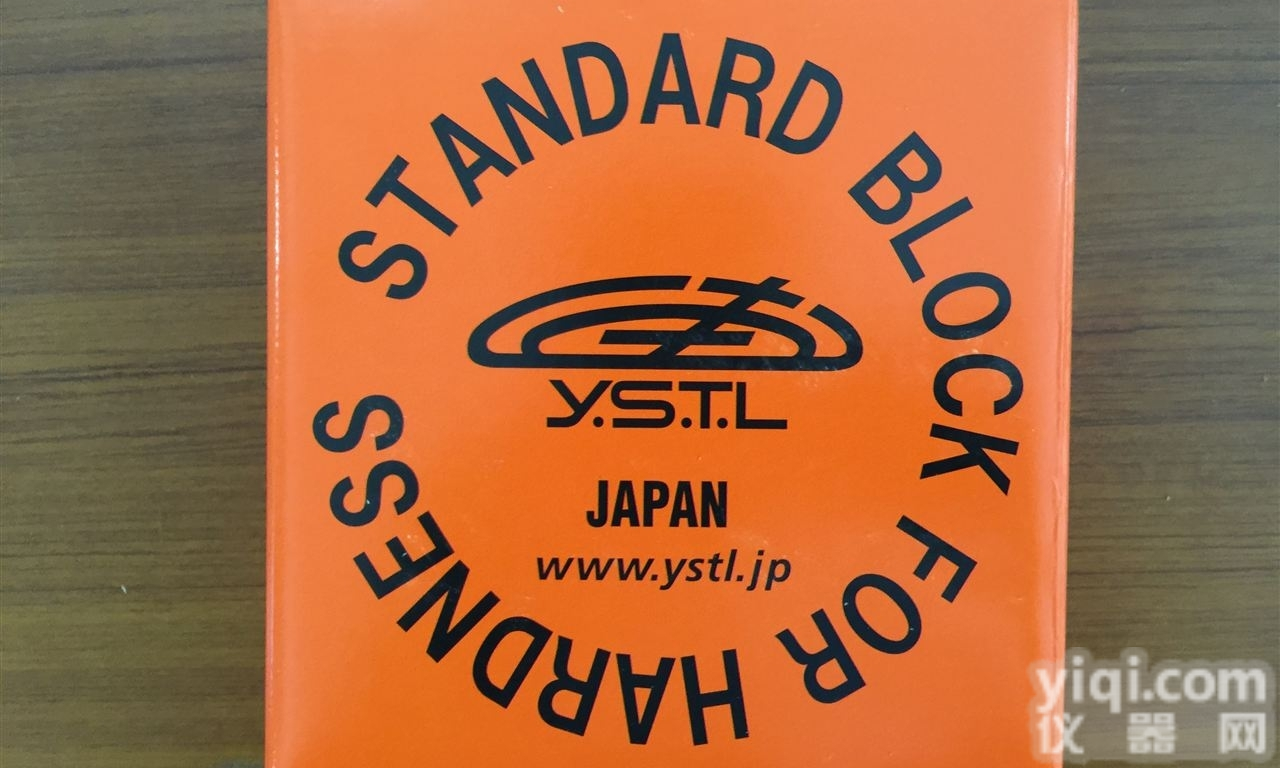 STANDARD BLOCK FOR HARDNESS
Y.S.T.L
JAPAN
www.ystl.jp
yiqi.com
仪器网